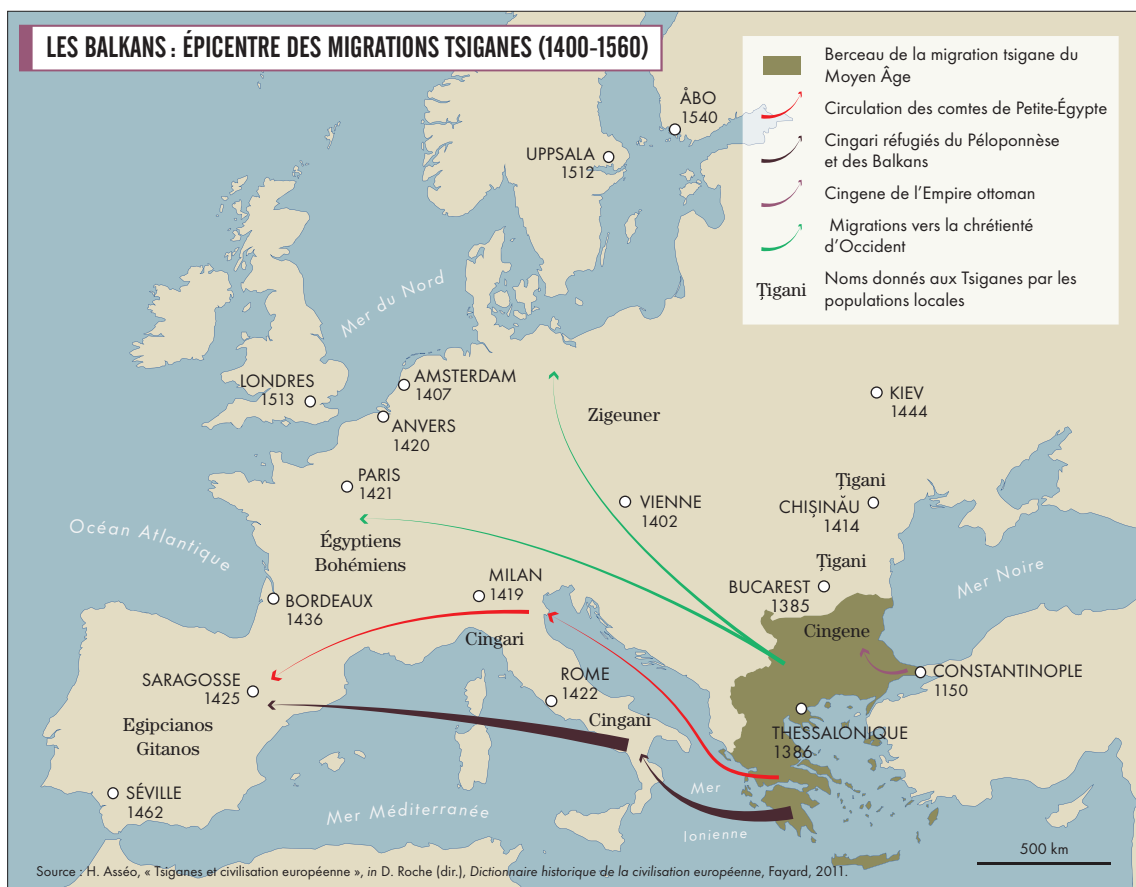 LES BALKANS : ÉPICENTRE DES MIGRATIONS TSIGANES (1400-1560)
Berceau de la migration tsigane du
Moyen Âge
Circulation des comtes de Petite-Égypte
Cingari réfugiés du Péloponnèse
et des Balkans
Cingene de l’Empire ottoman
Migrations vers la chrétienté
d’Occident
Ţigani
Noms donnés aux Tsiganes par les
populations locales
ÅBO
1540
UPPSALA
1512
Mer du Nord
LONDRES
1513
AMSTERDAM
1407
ANVERS
1420
KIEV
1444
Zigeuner
PARIS
1421
VIENNE
1402
Ţigani
CHIŞINĂU
1414
Océan Atlantique
Égyptiens
Bohémiens
Ţigani
BUCAREST
1385
Mer Noire
MILAN
1419
BORDEAUX
1436
Cingari
Cingene
SARAGOSSE
1425
ROME
1422
CONSTANTINOPLE
1150
Egipcianos
Gitanos
Cingani
THESSALONIQUE
1386
SÉVILLE
1462
Mer Méditerranée
Mer
Ionienne
500 km
Source : H. Asséo, « Tsiganes et civilisation européenne », in D. Roche (dir.), Dictionnaire historique de la civilisation européenne, Fayard, 2011.